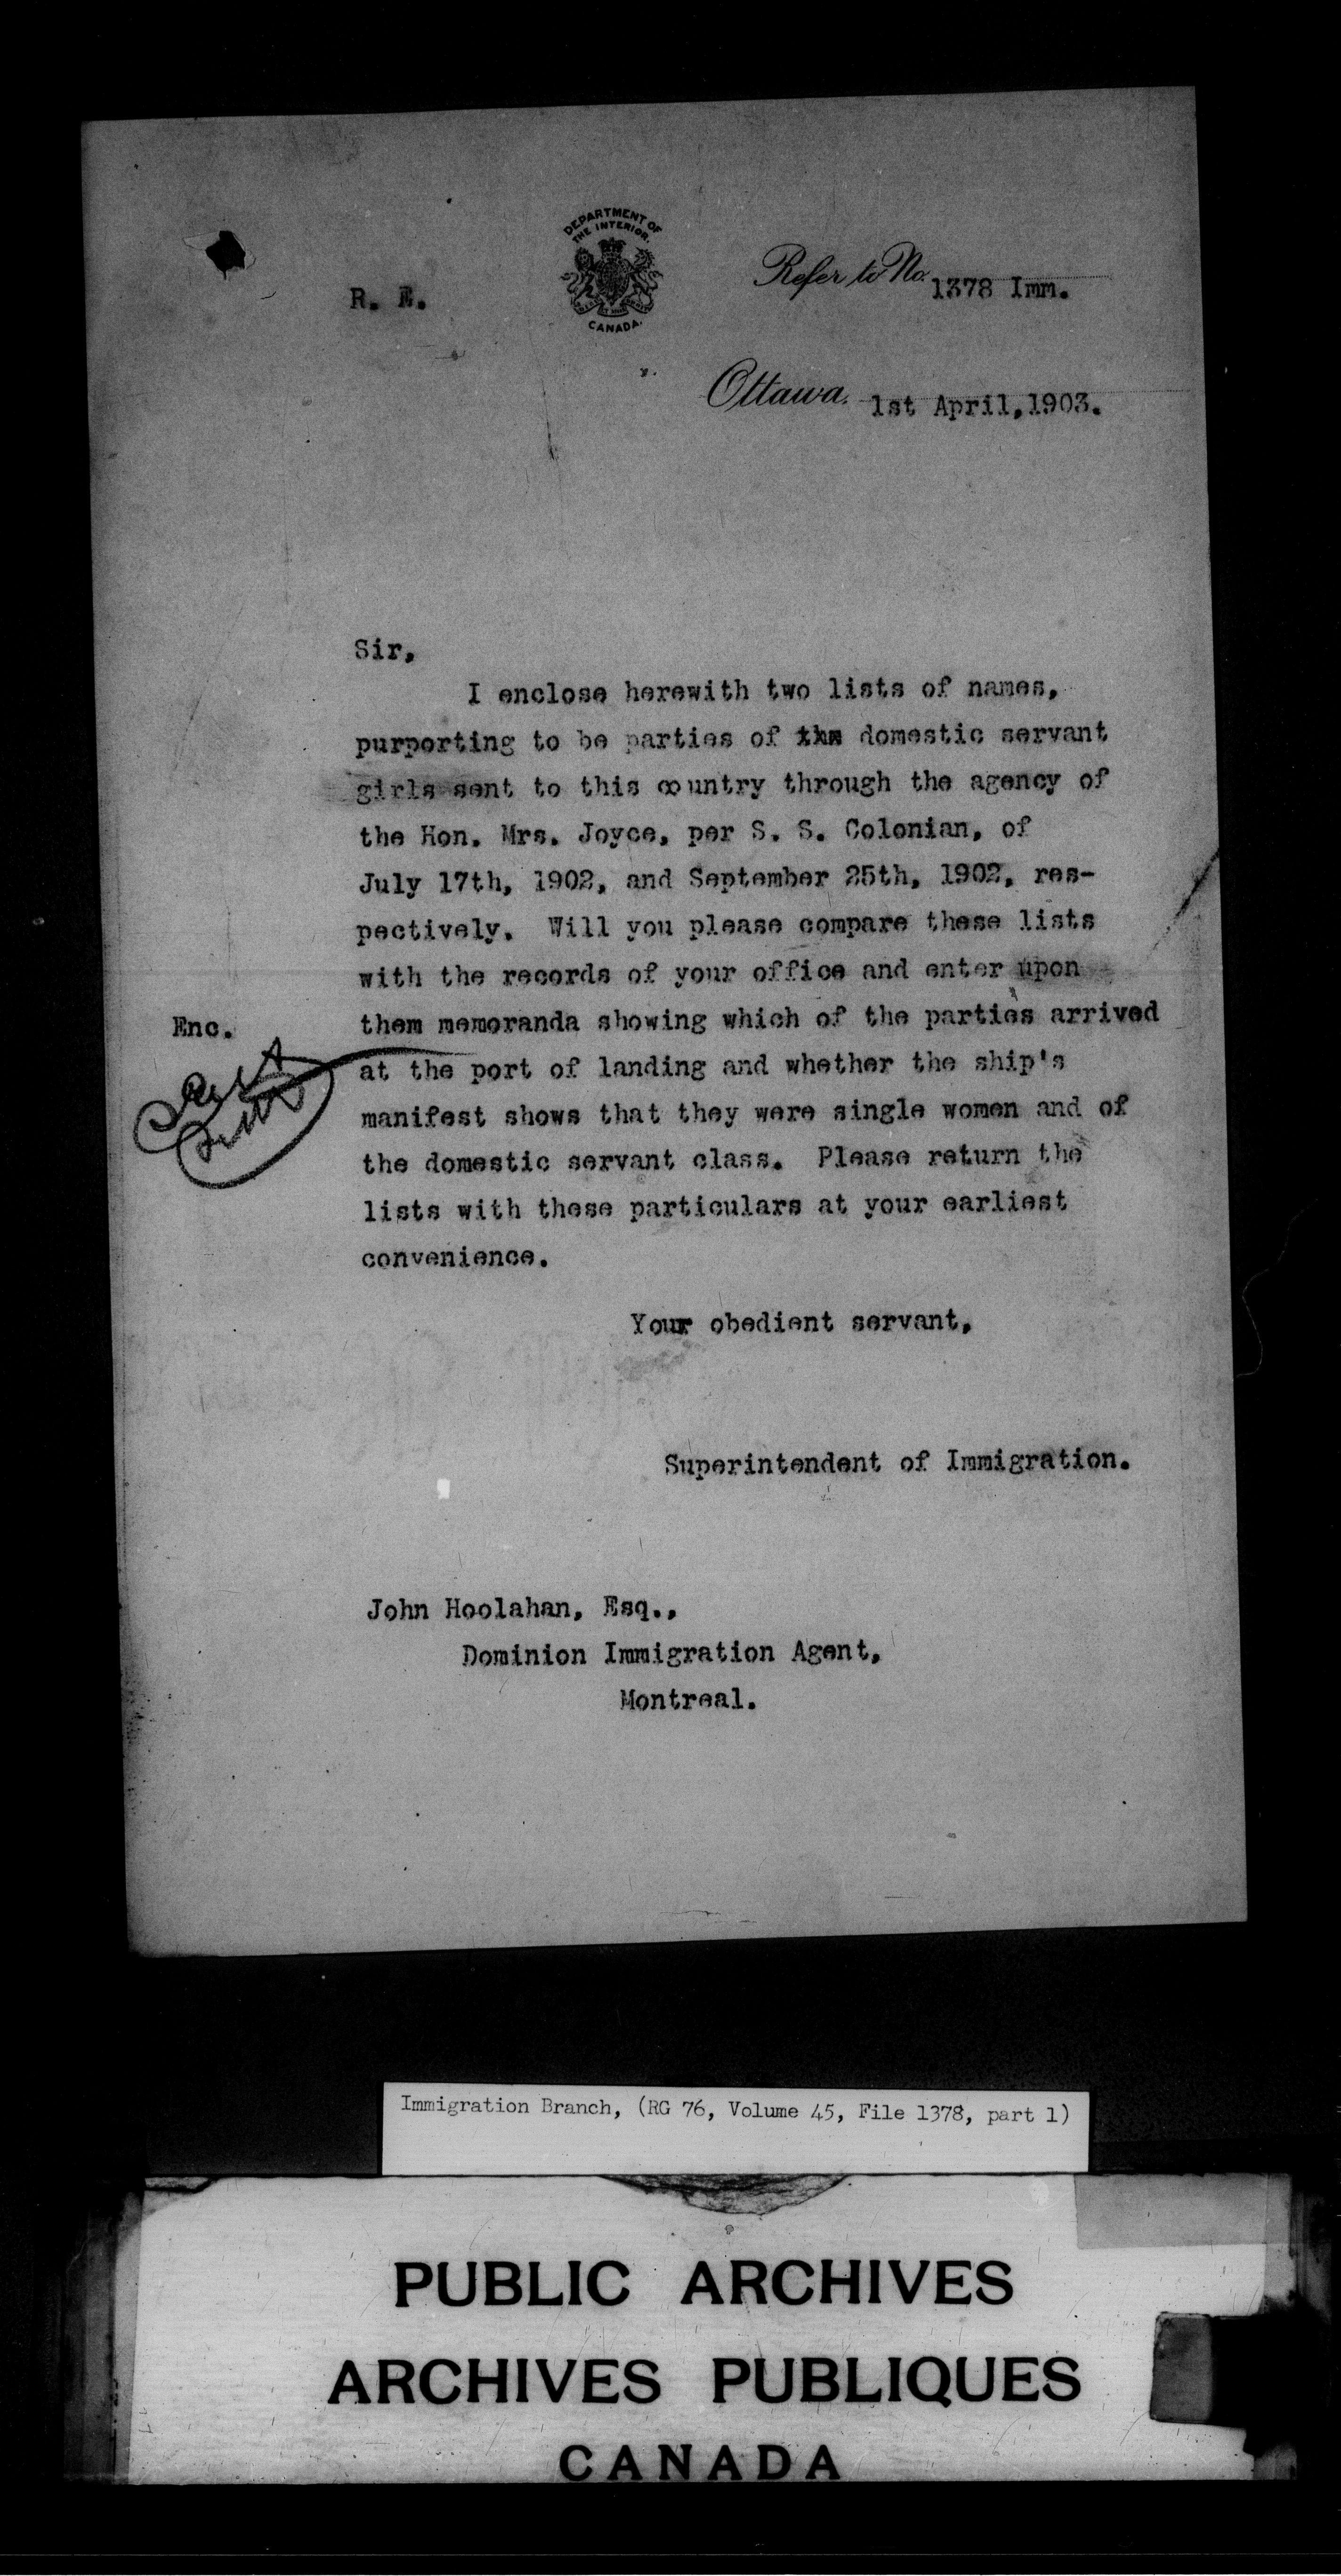 DEPARTMENT OF
THE INTERIOR.
CANADA.
R. E.
Refer to No. 1378 Imm.
Ottawa. 1st April, 1903.
Sir,
I enclose herewith two lists of names,
purporting to be parties of the domestic servant
girls sent to this country through the agency of
the Hon. Mrs. Joyce, per S. S. Colonian, of
July 17th, 1902, and September 25th, 1902, res-
pectively. Will you please compare these lists
with the records of your office and enter upon
them memoranda showing which of the parties arrived
Enc.
at the port of landing and whether the ship's
manifest shows that they were single women and of
the domestic servant class. Please return the
lists with these particulars at your earliest
convenience.
Your obedient servant,
Superintendent of Immigration.
John Hoolahan, Esq.,
Dominion Immigration Agent,
Montreal.
Immigration Branch, (RG 76, Volume 45, File 1378, part 1)
PUBLIC ARCHIVES
ARCHIVES PUBLIQUES
CANADA